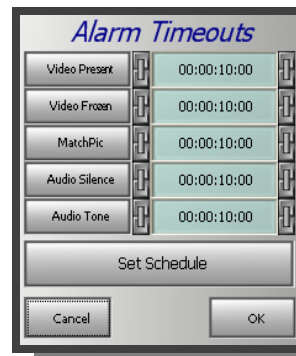 Alarm Timeouts
Video Present 00:00:10:00
Video Frozen 00:00:10:00
MatchPic 00:00:10:00
Audio Silence 00:00:10:00
Audio Tone 00:00:10:00
Set Schedule
Cancel OK